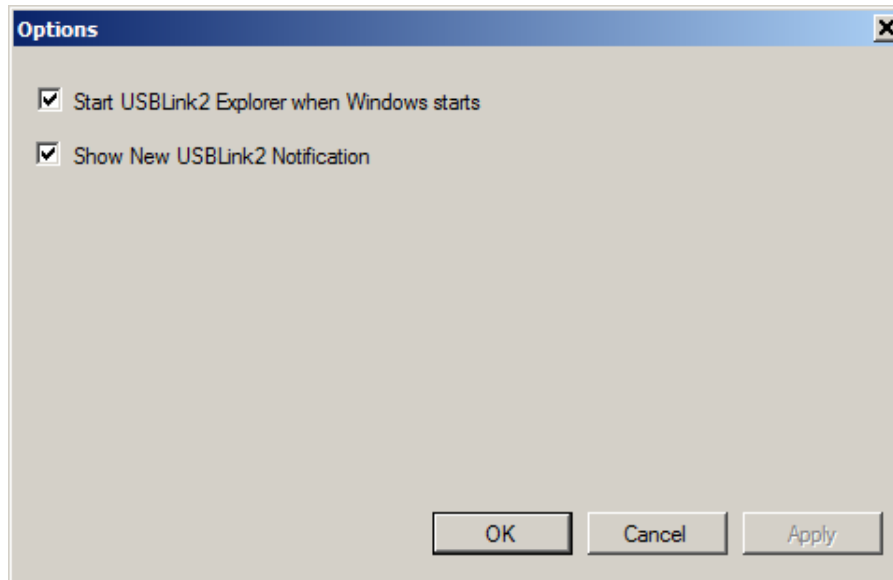 Options
Start USBLink2 Explorer when Windows starts
Show New USBLink2 Notification
OK Cancel Apply